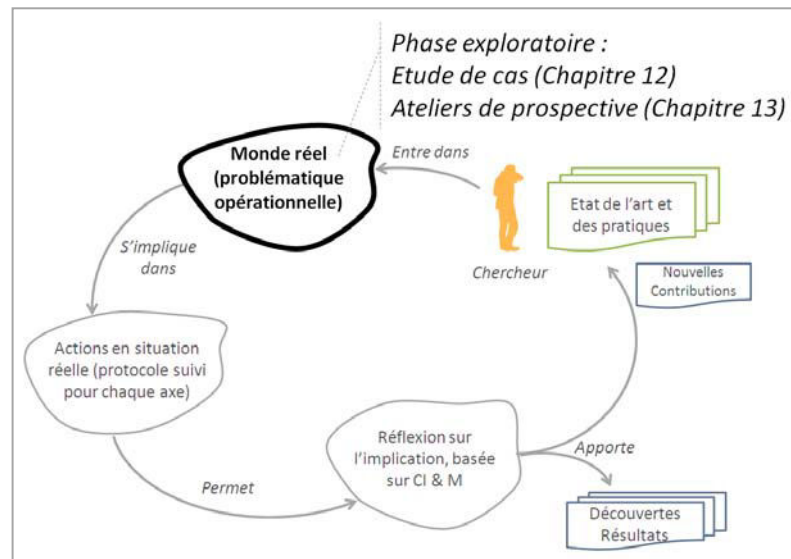 Phase exploratoire :
Etude de cas (Chapitre 12)
Ateliers de prospective (Chapitre 13)
Monde réel
(problématique
opérationnelle)
Entre dans
Chercheur
Etat de l'art et
des pratiques
Nouvelles
Contributions
S'implique
dans
Actions en situation
réelle (protocole suivi
pour chaque axe)
Permet
Réflexion sur
l'implication, basée
sur CI & M
Apporte
Découvertes
Résultats